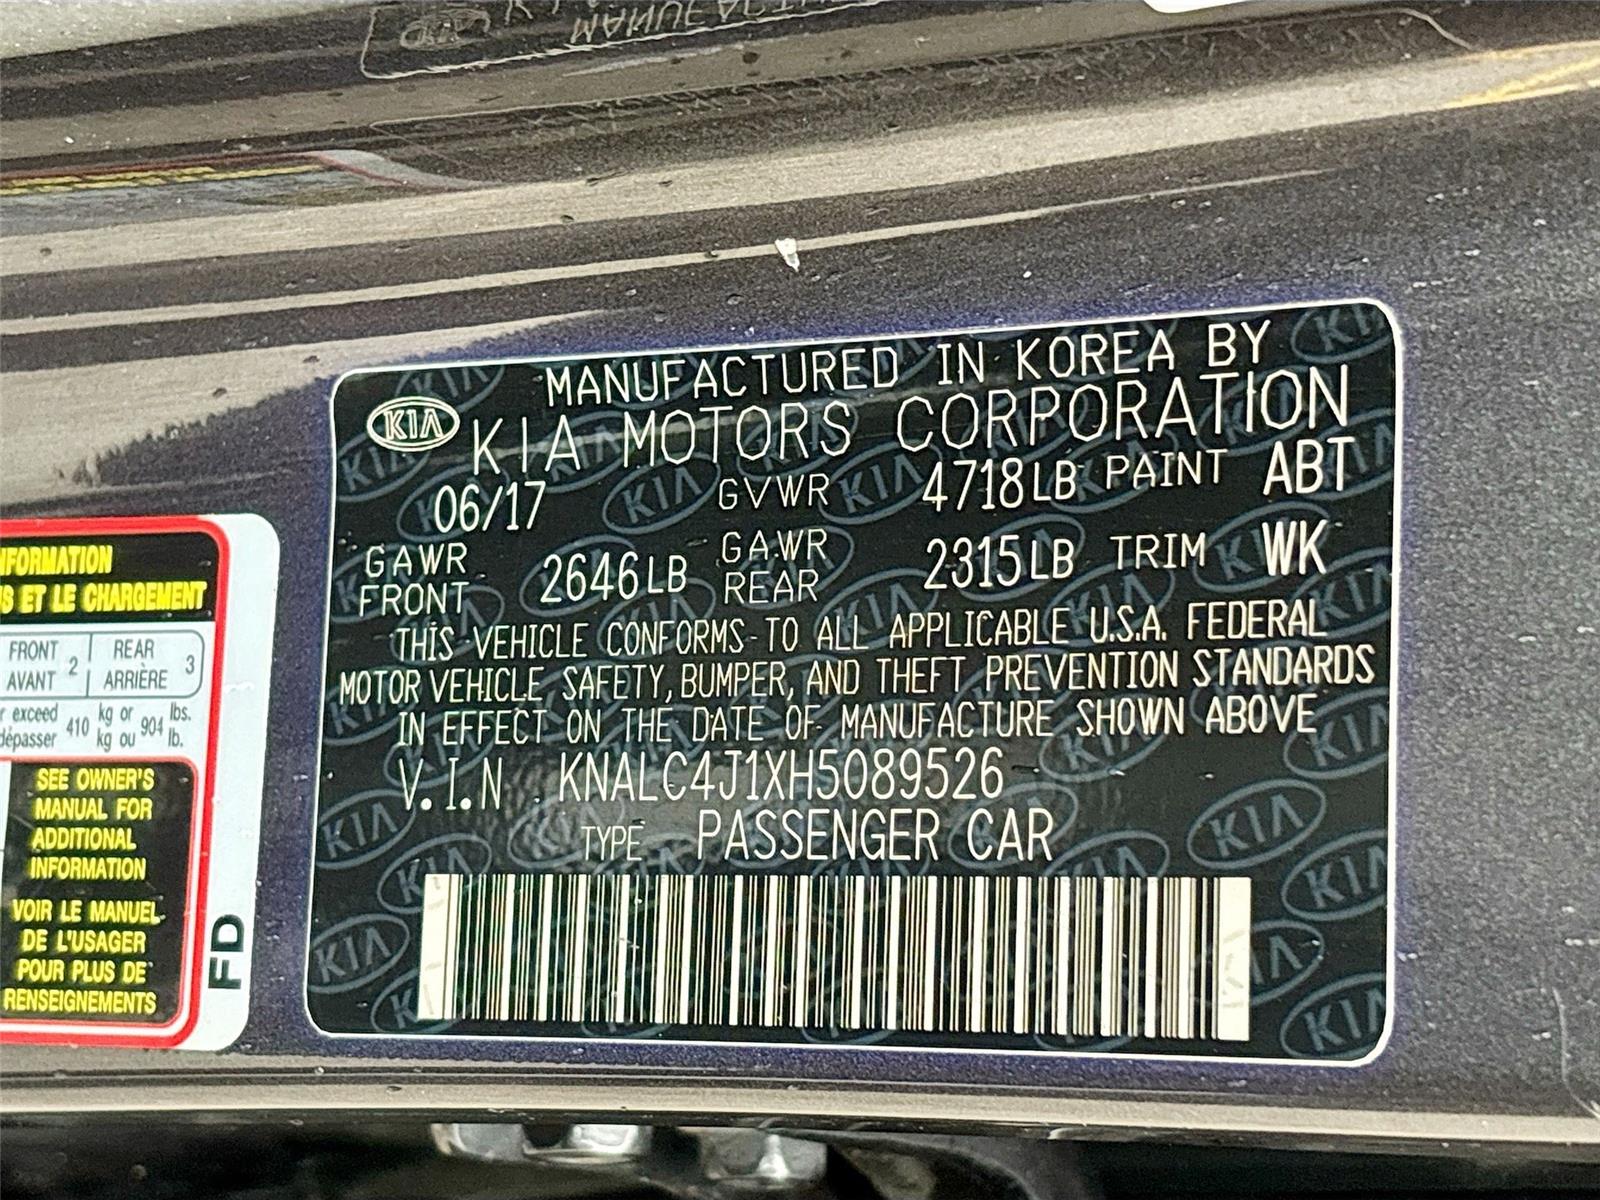 MANUFACTURED IN KOREA BY
KIA KIA MOTORS CORPORATION
06/17 GVWR 4718LB PAINT ABT
GAWR FRONT 2646LB GAWR REAR 2315LB TRIM WK
THIS VEHICLE CONFORMS TO ALL APPLICABLE U.S.A. FEDERAL
MOTOR VEHICLE SAFETY, BUMPER, AND THEFT PREVENTION STANDARDS
IN EFFECT ON THE DATE OF MANUFACTURE SHOWN ABOVE
V.I.N KNALC4J1XH5089526
TYPE PASSENGER CAR
ET LE CHARGEMENT
FRONT AVANT 2 REAR ARRIÈRE 3
exceed 410 kg or 904 lbs.
dépasser kg ou lb.
SEE OWNER'S
MANUAL FOR
ADDITIONAL
INFORMATION
VOIR LE MANUEL
DE L'USAGER
POUR PLUS DE
RENSEIGNEMENTS
FD